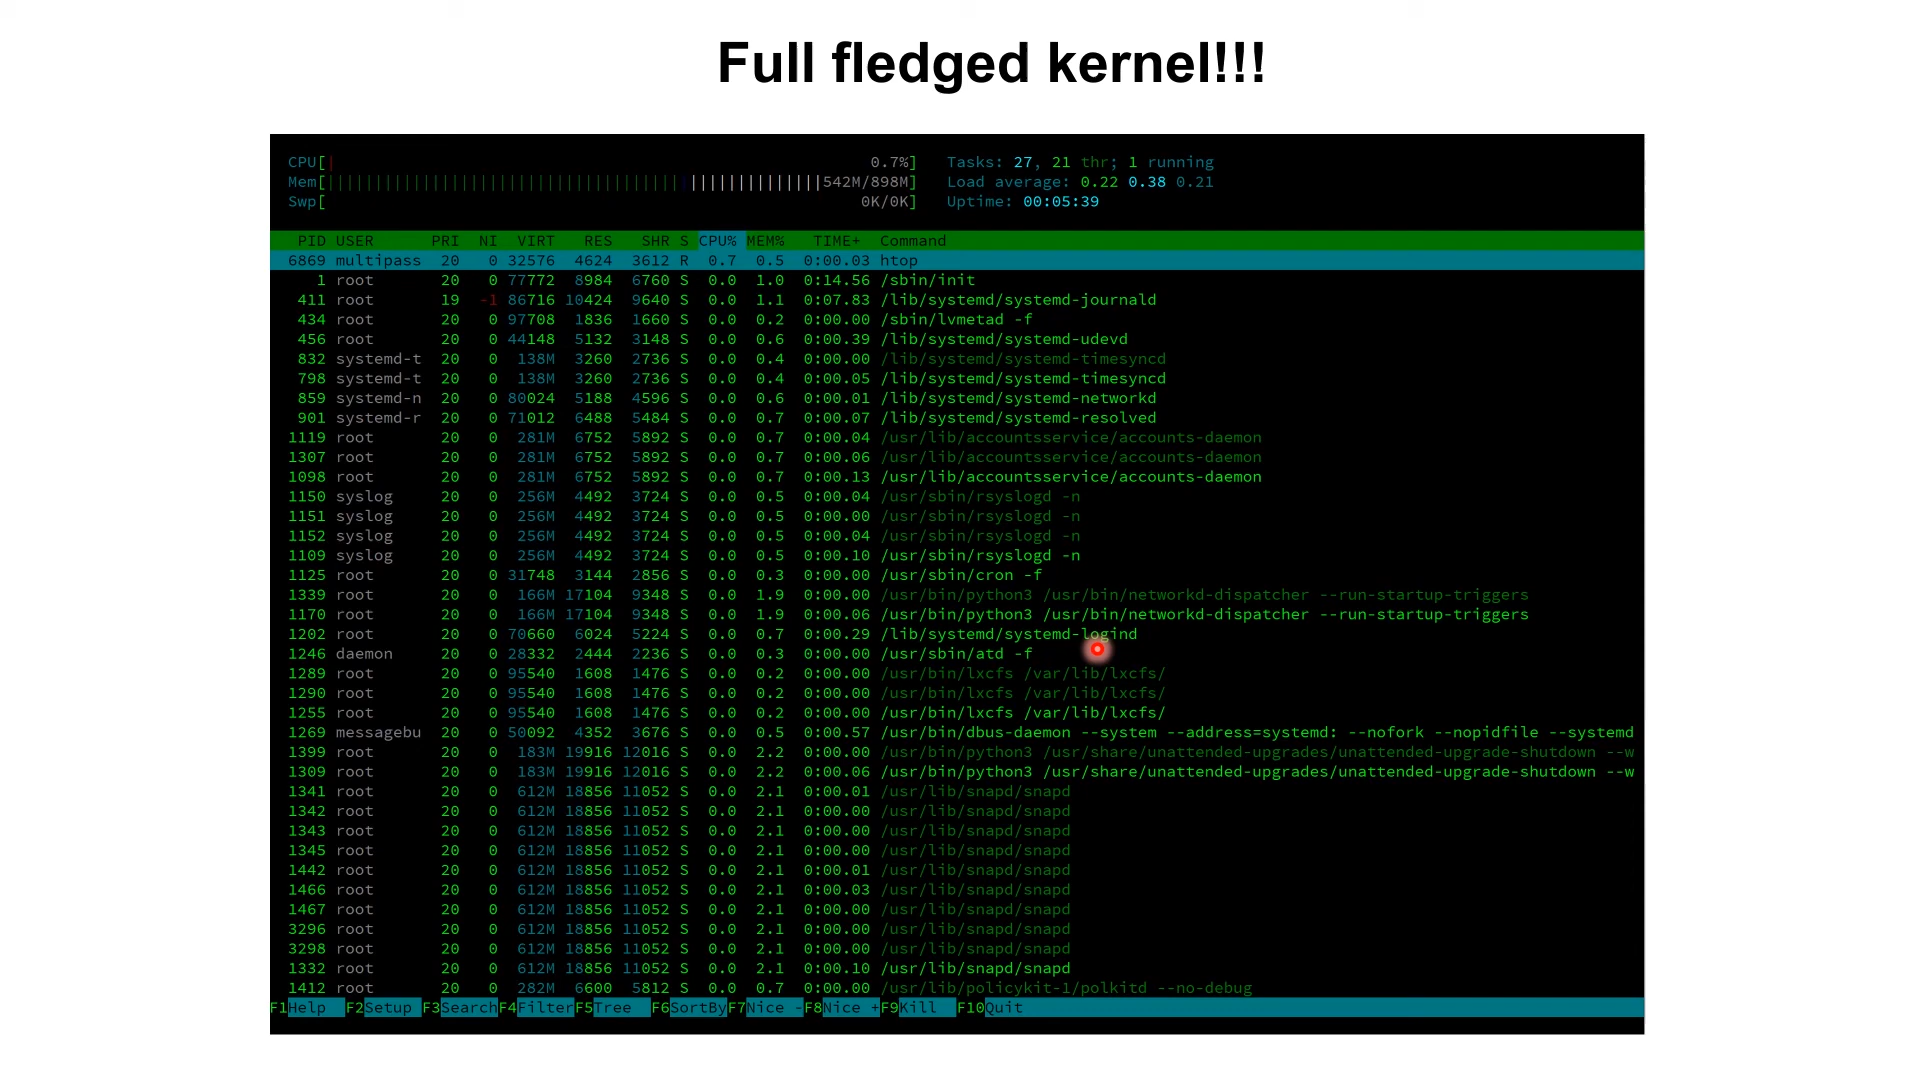 Full fledged kernel!!!
CPU[| 0.7%] Tasks: 27, 21 thr; 1 running
Mem[||||||||||||||||||||||||||||||||||||||||||||||||||||542M/898M] Load average: 0.22 0.38 0.21
Swp[ 0K/0K] Uptime: 00:05:39
PID USER PRI NI VIRT RES SHR S CPU% MEM% TIME+ Command
6869 multipass 20 0 32576 4624 3612 R 0.7 0.5 0:00.03 htop
1 root 20 0 77772 8984 6760 S 0.0 1.0 0:14.56 /sbin/init
411 root 19 -1 86716 10424 9640 S 0.0 1.1 0:07.83 /lib/systemd/systemd-journald
434 root 20 0 97708 1836 1660 S 0.0 0.2 0:00.00 /sbin/lvmetad -f
456 root 20 0 44148 5132 3148 S 0.0 0.6 0:00.39 /lib/systemd/systemd-udevd
832 systemd-t 20 0 138M 3260 2736 S 0.0 0.4 0:00.00 /lib/systemd/systemd-timesyncd
798 systemd-t 20 0 138M 3260 2736 S 0.0 0.4 0:00.05 /lib/systemd/systemd-timesyncd
859 systemd-n 20 0 80024 5188 4596 S 0.0 0.6 0:00.01 /lib/systemd/systemd-networkd
901 systemd-r 20 0 71012 6488 5484 S 0.0 0.7 0:00.07 /lib/systemd/systemd-resolved
1119 root 20 0 281M 6752 5892 S 0.0 0.7 0:00.04 /usr/lib/accountsservice/accounts-daemon
1307 root 20 0 281M 6752 5892 S 0.0 0.7 0:00.06 /usr/lib/accountsservice/accounts-daemon
1098 root 20 0 281M 6752 5892 S 0.0 0.7 0:00.13 /usr/lib/accountsservice/accounts-daemon
1150 syslog 20 0 256M 4492 3724 S 0.0 0.5 0:00.04 /usr/sbin/rsyslogd -n
1151 syslog 20 0 256M 4492 3724 S 0.0 0.5 0:00.00 /usr/sbin/rsyslogd -n
1152 syslog 20 0 256M 4492 3724 S 0.0 0.5 0:00.04 /usr/sbin/rsyslogd -n
1109 syslog 20 0 256M 4492 3724 S 0.0 0.5 0:00.10 /usr/sbin/rsyslogd -n
1125 root 20 0 31748 3144 2856 S 0.0 0.3 0:00.00 /usr/sbin/cron -f
1339 root 20 0 166M 17104 9348 S 0.0 1.9 0:00.00 /usr/bin/python3 /usr/bin/networkd-dispatcher --run-startup-triggers
1170 root 20 0 166M 17104 9348 S 0.0 1.9 0:00.06 /usr/bin/python3 /usr/bin/networkd-dispatcher --run-startup-triggers
1202 root 20 0 70660 6024 5224 S 0.0 0.7 0:00.29 /lib/systemd/systemd-logind
1246 daemon 20 0 28332 2444 2236 S 0.0 0.3 0:00.00 /usr/sbin/atd -f
1289 root 20 0 95540 1608 1476 S 0.0 0.2 0:00.00 /usr/bin/lxcfs /var/lib/lxcfs/
1290 root 20 0 95540 1608 1476 S 0.0 0.2 0:00.00 /usr/bin/lxcfs /var/lib/lxcfs/
1255 root 20 0 95540 1608 1476 S 0.0 0.2 0:00.00 /usr/bin/lxcfs /var/lib/lxcfs/
1269 messagebu 20 0 50092 4352 3676 S 0.0 0.5 0:00.57 /usr/bin/dbus-daemon --system --address=systemd: --nofork --nopidfile --systemd
1399 root 20 0 183M 19916 12016 S 0.0 2.2 0:00.00 /usr/bin/python3 /usr/share/unattended-upgrades/unattended-upgrade-shutdown --w
1309 root 20 0 183M 19916 12016 S 0.0 2.2 0:00.06 /usr/bin/python3 /usr/share/unattended-upgrades/unattended-upgrade-shutdown --w
1341 root 20 0 612M 18856 11052 S 0.0 2.1 0:00.01 /usr/lib/snapd/snapd
1342 root 20 0 612M 18856 11052 S 0.0 2.1 0:00.00 /usr/lib/snapd/snapd
1343 root 20 0 612M 18856 11052 S 0.0 2.1 0:00.00 /usr/lib/snapd/snapd
1345 root 20 0 612M 18856 11052 S 0.0 2.1 0:00.00 /usr/lib/snapd/snapd
1442 root 20 0 612M 18856 11052 S 0.0 2.1 0:00.01 /usr/lib/snapd/snapd
1466 root 20 0 612M 18856 11052 S 0.0 2.1 0:00.03 /usr/lib/snapd/snapd
1467 root 20 0 612M 18856 11052 S 0.0 2.1 0:00.00 /usr/lib/snapd/snapd
3296 root 20 0 612M 18856 11052 S 0.0 2.1 0:00.00 /usr/lib/snapd/snapd
3298 root 20 0 612M 18856 11052 S 0.0 2.1 0:00.00 /usr/lib/snapd/snapd
1332 root 20 0 612M 18856 11052 S 0.0 2.1 0:00.10 /usr/lib/snapd/snapd
1412 root 20 0 282M 6600 5812 S 0.0 0.7 0:00.00 /usr/lib/policykit-1/polkitd --no-debug
F1Help F2Setup F3SearchF4FilterF5Tree F6SortByF7Nice -F8Nice +F9Kill F10Quit